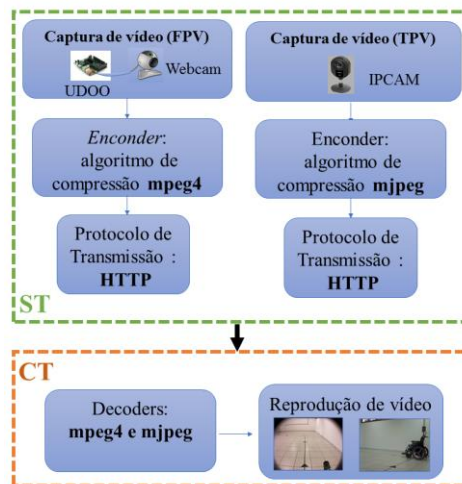 Captura de vídeo (FPV)
Webcam
UDOO
Enconder:
algoritmo de
compressão mpeg4
Protocolo de
Transmissão :
HTTP
Captura de vídeo (TPV)
IPCAM
Enconder:
algoritmo de
compressão mjpeg
Protocolo de
Transmissão :
HTTP
ST
CT
Decoders:
mpeg4 e mjpeg
Reprodução de vídeo